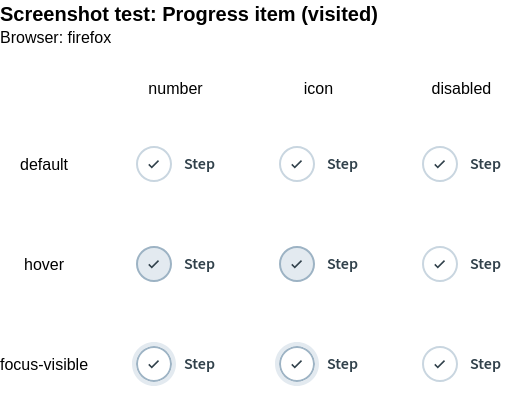 Screenshot test: Progress item (visited)
Browser: firefox
number icon disabled
default Step Step Step
hover Step Step Step
focus-visible Step Step Step